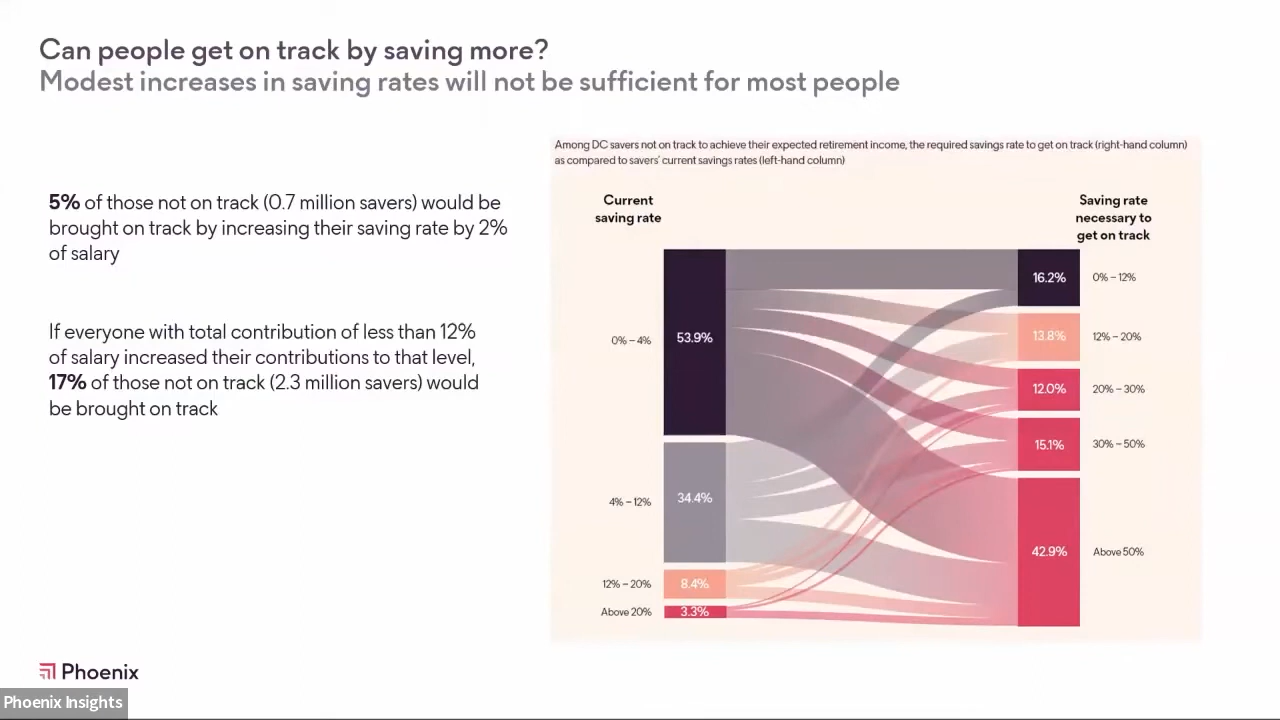 Can people get on track by saving more?
Modest increases in saving rates will not be sufficient for most people
5% of those not on track (0.7 million savers) would be
brought on track by increasing their saving rate by 2%
of salary
If everyone with total contribution of less than 12%
of salary increased their contributions to that level,
17% of those not on track (2.3 million savers) would
be brought on track
Among DC savers not on track to achieve their expected retirement income, the required savings rate to get on track (right-hand column)
as compared to savers' current savings rates (left-hand column)
Current
saving rate
Saving rate
necessary to
get on track
0% – 4%
53.9%
4% – 12%
34.4%
12% – 20%
8.4%
Above 20%
3.3%
16.2%
0% – 12%
13.8%
12% – 20%
12.0%
20% – 30%
15.1%
30% – 50%
42.9%
Above 50%
Phoenix
Phoenix Insights